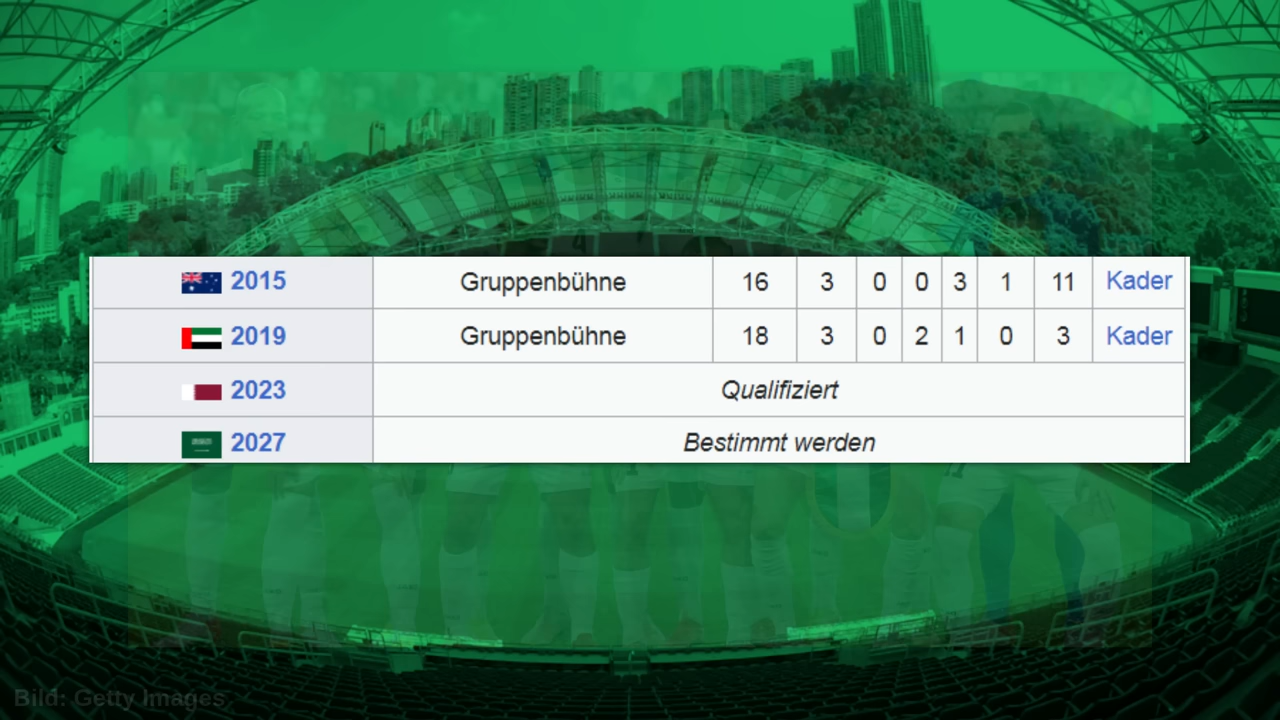 2015 Gruppenbühne 16 3 0 0 3 1 11 Kader
2019 Gruppenbühne 18 3 0 2 1 0 3 Kader
2023 Qualifiziert
2027 Bestimmt werden
Bild: Getty Images